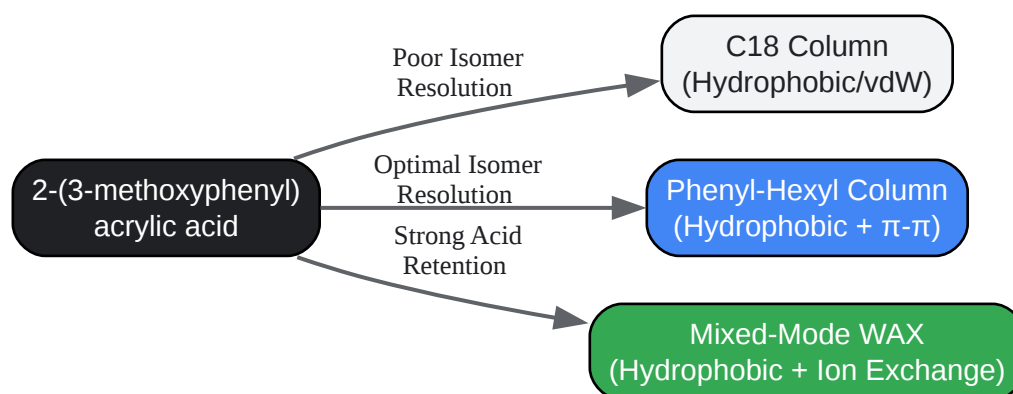 2-(3-methoxyphenyl)
acrylic acid
Poor Isomer
Resolution
C18 Column
(Hydrophobic/vdW)
Optimal Isomer
Resolution
Phenyl-Hexyl Column
(Hydrophobic + π-π)
Strong Acid
Retention
Mixed-Mode WAX
(Hydrophobic + Ion Exchange)